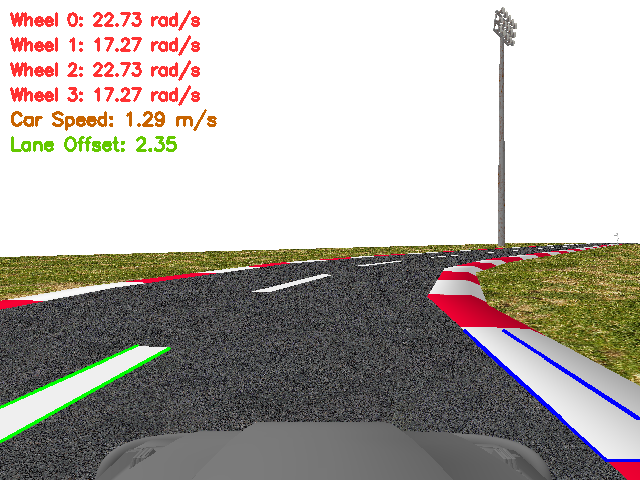 Wheel 0: 22.73 rad/s
Wheel 1: 17.27 rad/s
Wheel 2: 22.73 rad/s
Wheel 3: 17.27 rad/s
Car Speed: 1.29 m/s
Lane Offset: 2.35